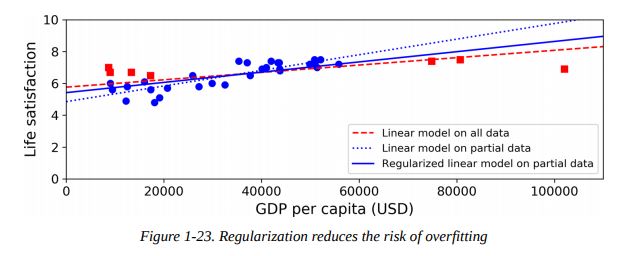 10
8
6
4
2
0
Life satisfaction
0
20000
40000
60000
80000
100000
GDP per capita (USD)
Linear model on all data
Linear model on partial data
Regularized linear model on partial data
Figure 1-23. Regularization reduces the risk of overfitting